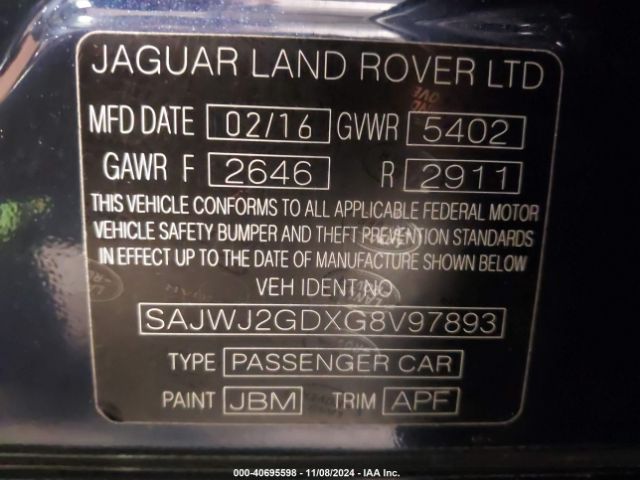 JAGUAR LAND ROVER LTD
MFD DATE 02/16 GVWR 5402
GAWR F 2646 R 2911
THIS VEHICLE CONFORMS TO ALL APPLICABLE FEDERAL MOTOR
VEHICLE SAFETY BUMPER AND THEFT PREVENTION STANDARDS
IN EFFECT UP TO THE DATE OF MANUFACTURE SHOWN BELOW
VEH IDENT NO
SAJWJ2GDXG8V97893
TYPE PASSENGER CAR
PAINT JBM TRIM APF
000-40695598 - 11/08/2024 - IAA Inc.